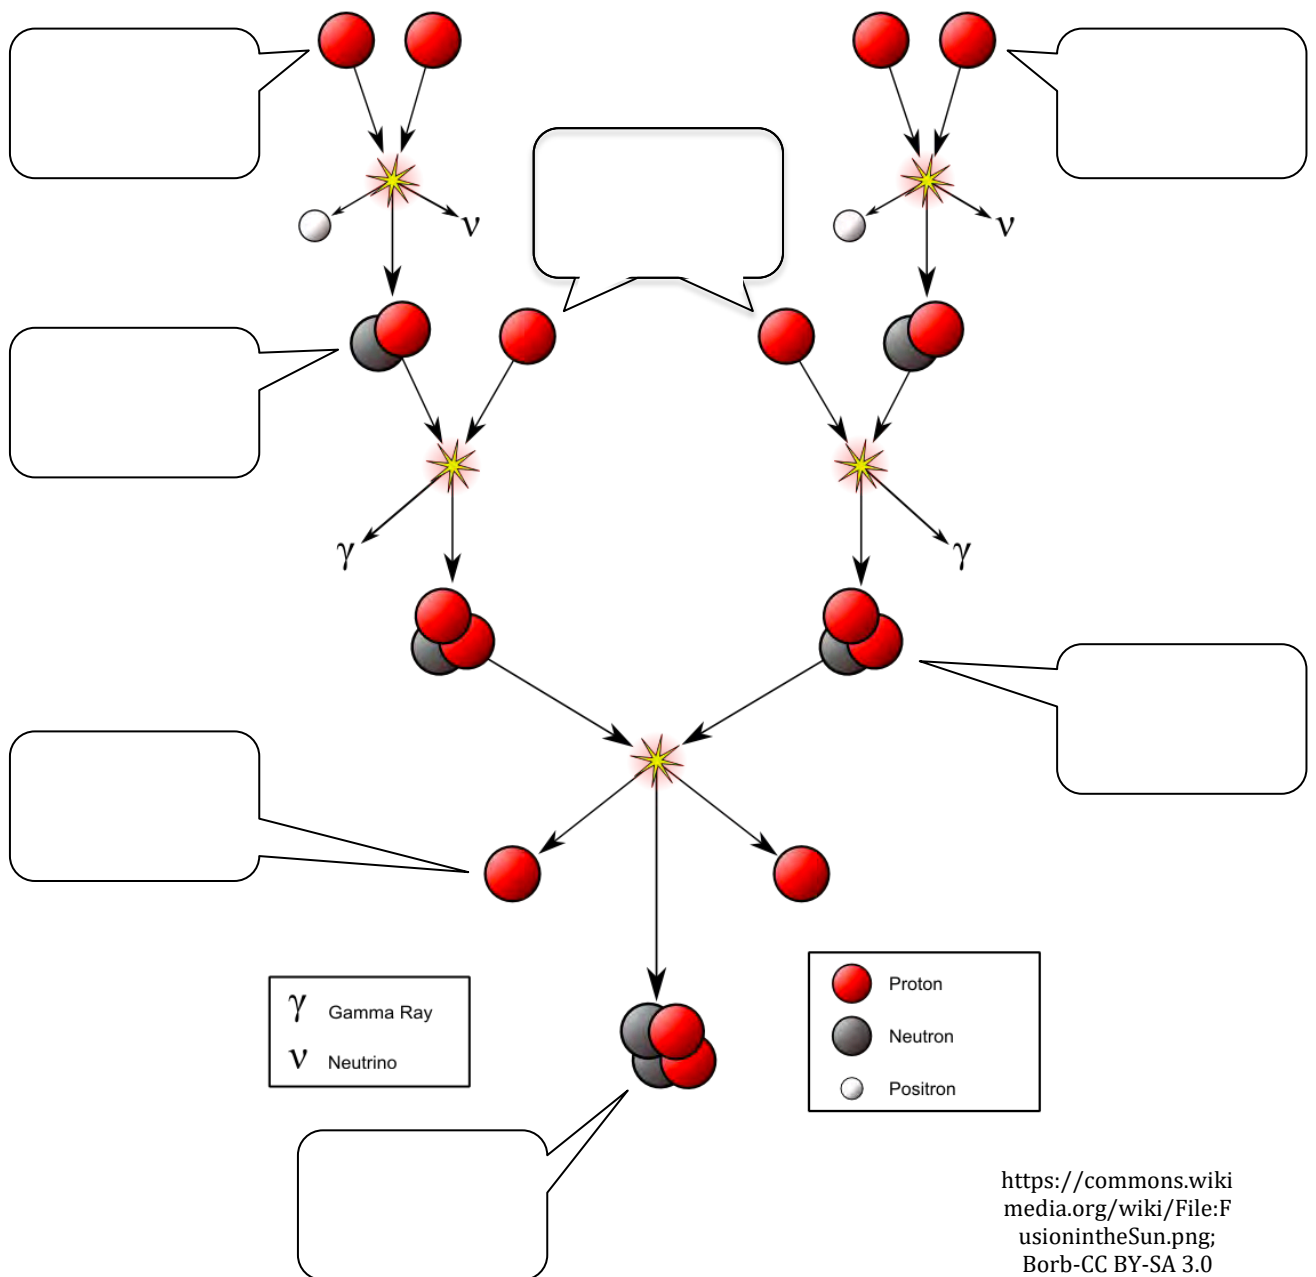 ν
ν
γ
γ
γ Gamma Ray
ν Neutrino
Proton
Neutron
Positron
https://commons.wiki
media.org/wiki/File:F
usionintheSun.png;
Borb-CC BY-SA 3.0